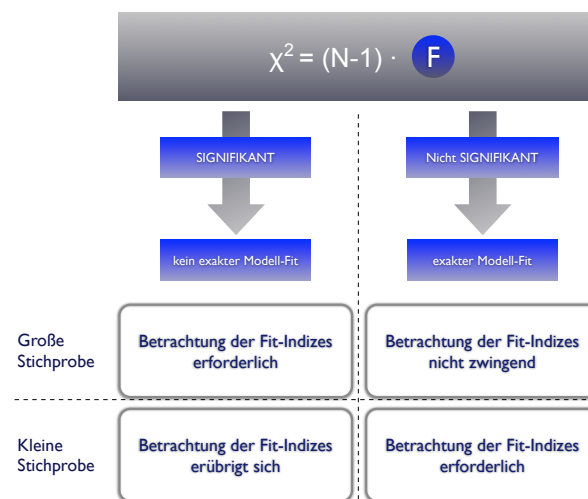 χ² = (N-1) · F
SIGNIFIKANT
Nicht SIGNIFIKANT
kein exakter Modell-Fit
exakter Modell-Fit
Große
Stichprobe
Betrachtung der Fit-Indizes
erforderlich
Betrachtung der Fit-Indizes
nicht zwingend
Kleine
Stichprobe
Betrachtung der Fit-Indizes
erübrigt sich
Betrachtung der Fit-Indizes
erforderlich